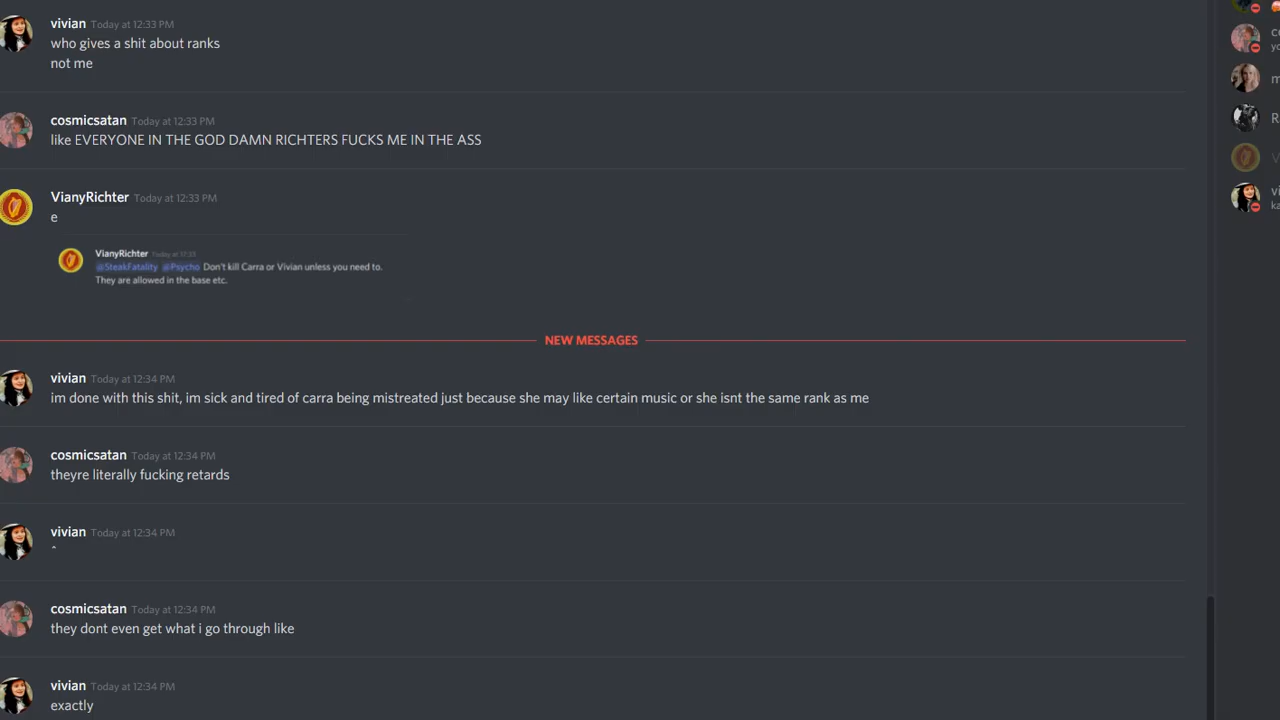 vivian Today at 12:33 PM
who gives a shit about ranks
not me
cosmicsatan Today at 12:33 PM
like EVERYONE IN THE GOD DAMN RICHTERS FUCKS ME IN THE ASS
VianyRichter Today at 12:33 PM
e
VianyRichter Today at 17:33
@SteakFatality @Psycho Don't kill Carra or Vivian unless you need to.
They are allowed in the base etc.
NEW MESSAGES
vivian Today at 12:34 PM
im done with this shit, im sick and tired of carra being mistreated just because she may like certain music or she isnt the same rank as me
cosmicsatan Today at 12:34 PM
theyre literally fucking retards
vivian Today at 12:34 PM
^
cosmicsatan Today at 12:34 PM
they dont even get what i go through like
vivian Today at 12:34 PM
exactly